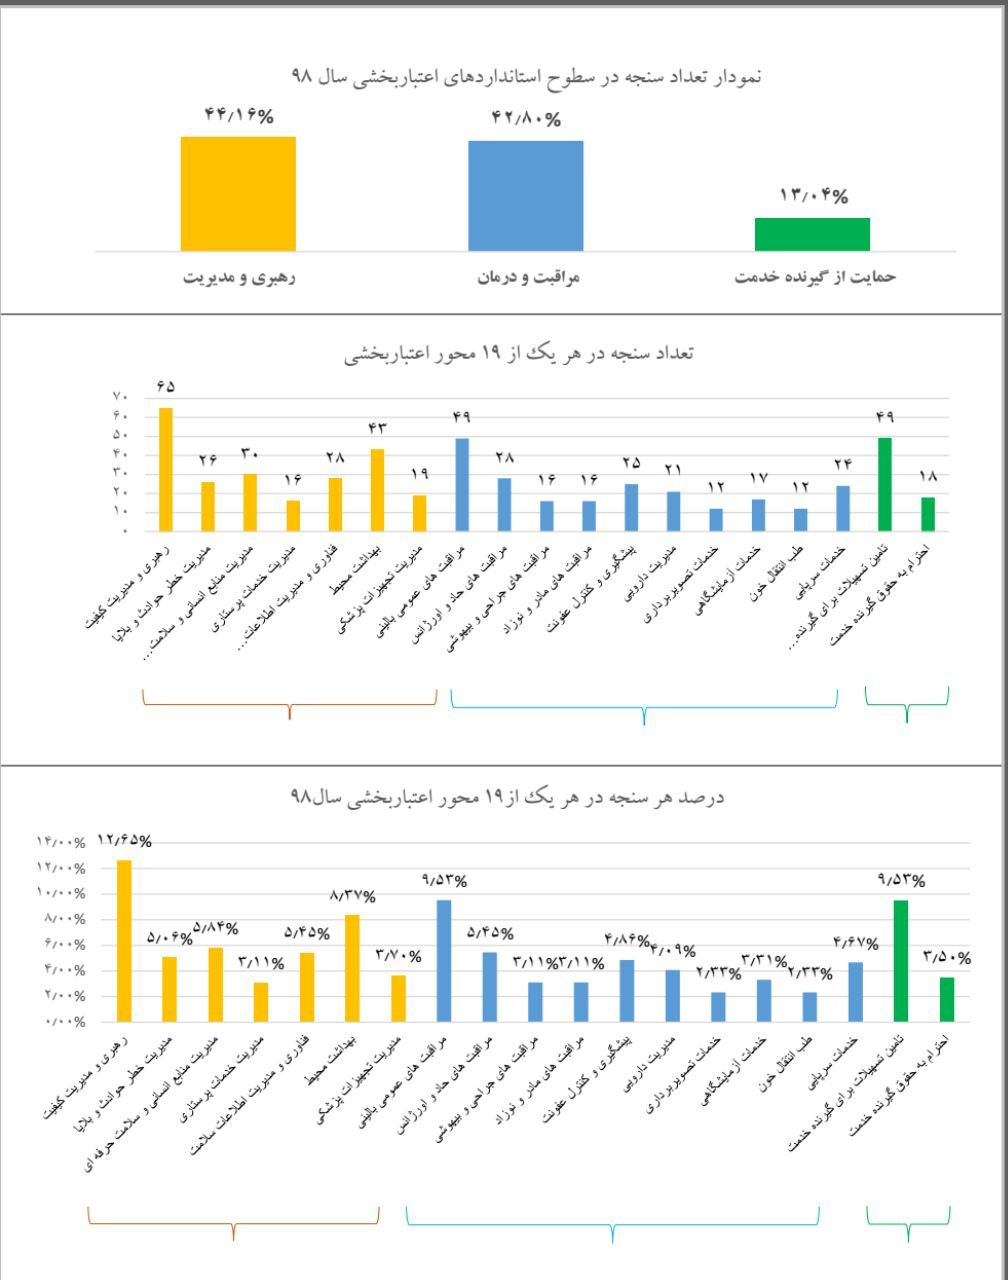 نمودار تعداد سنجه در سطوح استانداردهای اعتباربخشی سال ۹۸
۴۴٫۱۶%
۴۲٫۸۰%
۱۳٫۰۴%
رهبری و مدیریت
مراقبت و درمان
حمایت از گیرنده خدمت
تعداد سنجه در هر یک از ۱۹ محور اعتباربخشی
۷۰
۶۰
۵۰
۴۰
۳۰
۲۰
۱۰
۰
۶۵
۲۶
۳۰
۱۶
۲۸
۴۳
۱۹
۴۹
۲۸
۱۶
۱۶
۲۵
۲۱
۱۲
۱۷
۱۲
۲۴
۴۹
۱۸
رهبری و مدیریت کیفیت
مدیریت خطر حوادث و بلایا
مدیریت منابع انسانی و سلامت...
مدیریت خدمات پرستاری
فناوری و مدیریت اطلاعات...
بهداشت محیط
مدیریت تجهیزات پزشکی
مراقبت های عمومی بالینی
مراقبت های حاد و اورژانس
مراقبت های جراحی و بیهوشی
مراقبت های مادر و نوزاد
پیشگیری و کنترل عفونت
مدیریت دارویی
خدمات تصویربرداری
خدمات ازمایشگاهی
طب انتقال خون
خدمات سرپایی
تامین تسهیلات برای گیرنده...
احترام به حقوق گیرنده خدمت
درصد هر سنجه در هر یک از۱۹ محور اعتباربخشی سال۹۸
۱۴٫۰۰%
۱۲٫۰۰%
۱۰٫۰۰%
۸٫۰۰%
۶٫۰۰%
۴٫۰۰%
۲٫۰۰%
۰٫۰۰%
۱۲٫۶۵%
۵٫۰۶%
۵٫۸۴%
۳٫۱۱%
۵٫۴۵%
۸٫۳۷%
۳٫۷۰%
۹٫۵۳%
۵٫۴۵%
۳٫۱۱%
۳٫۱۱%
۴٫۸۶%
۴٫۰۹%
۲٫۳۳%
۳٫۳۱%
۲٫۳۳%
۴٫۶۷%
۹٫۵۳%
۳٫۵۰%
رهبری و مدیریت کیفیت
مدیریت خطر حوادث و بلایا
مدیریت منابع انسانی و سلامت حرفه ای
مدیریت خدمات پرستاری
فناوری و مدیریت اطلاعات سلامت
بهداشت محیط
مدیریت تجهیزات پزشکی
مراقبت های عمومی بالینی
مراقبت های حاد و اورژانس
مراقبت های جراحی و بیهوشی
مراقبت های مادر و نوزاد
پیشگیری و کنترل عفونت
مدیریت دارویی
خدمات تصویربرداری
خدمات ازمایشگاهی
طب انتقال خون
خدمات سرپایی
تامین تسهیلات برای گیرنده خدمت
احترام به حقوق گیرنده خدمت